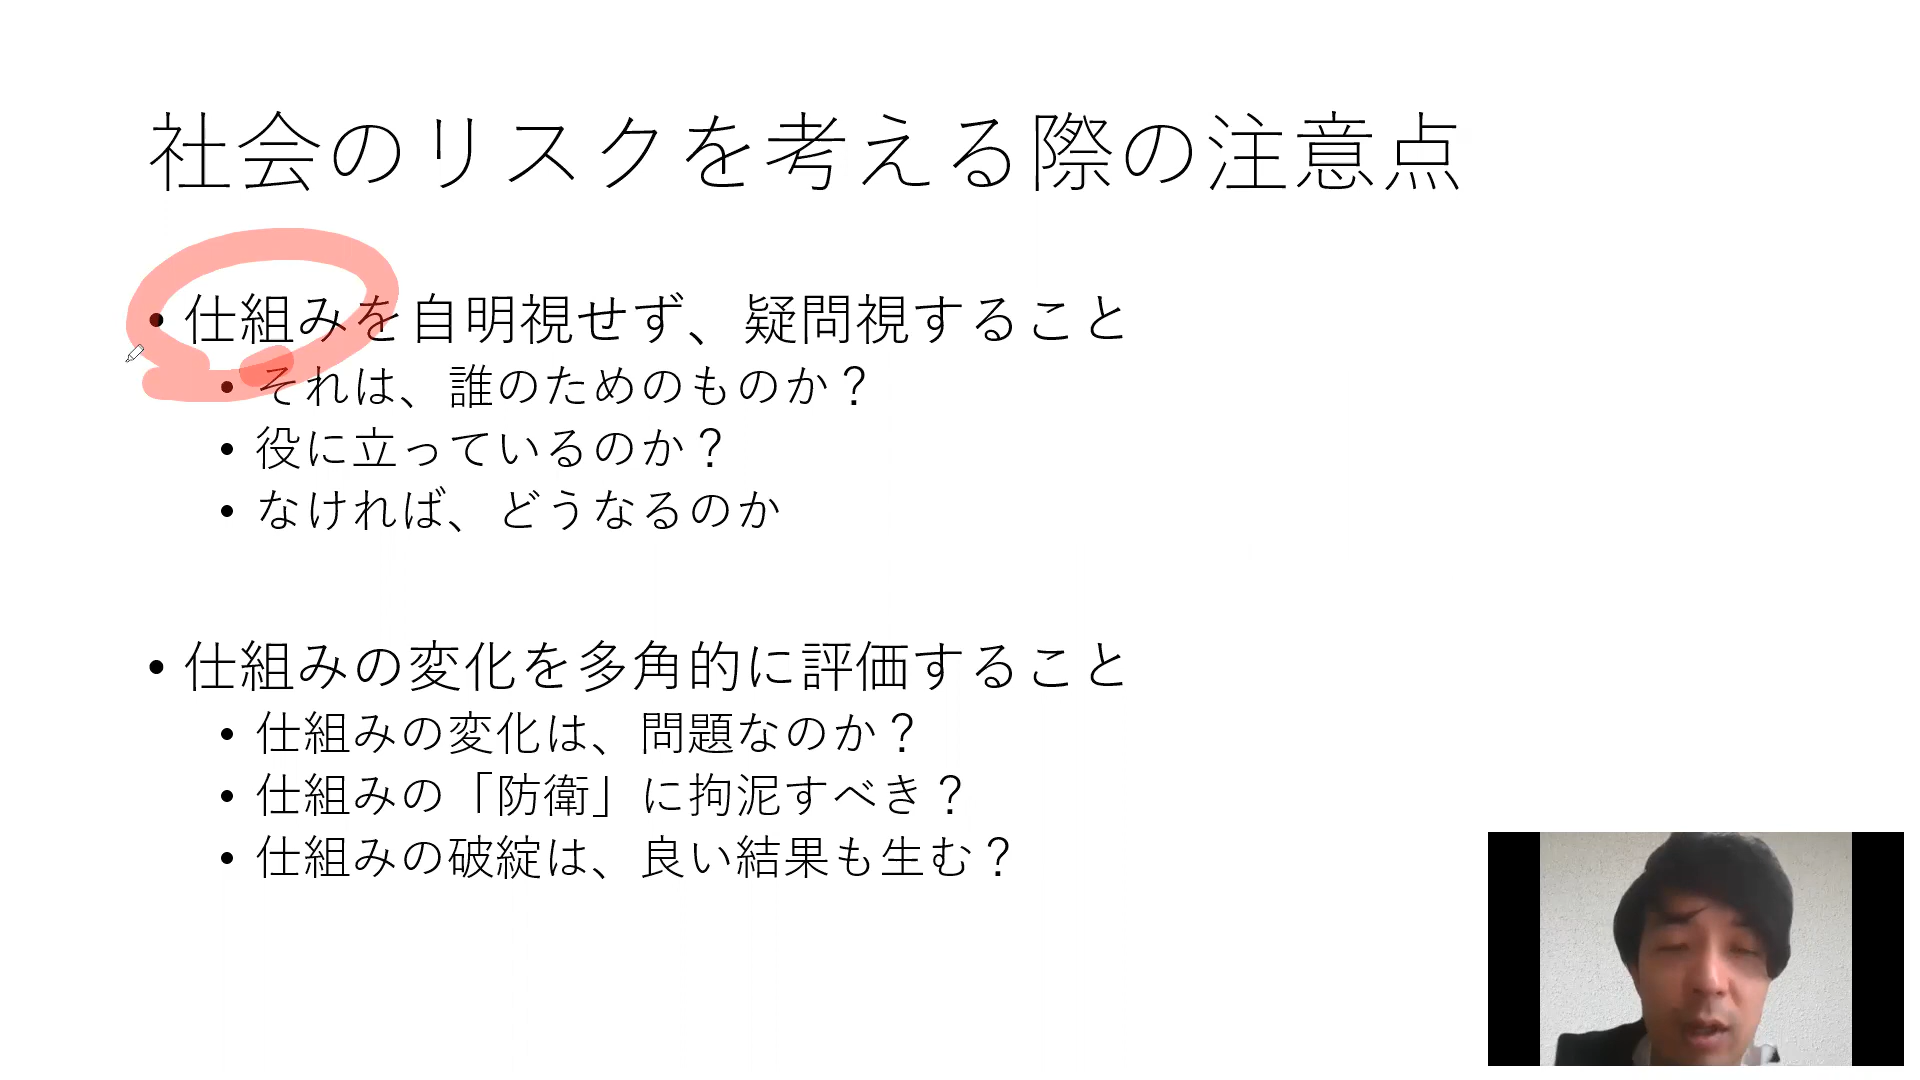 社会のリスクを考える際の注意点
• 仕組みを自明視せず、疑問視すること
• それは、誰のためのものか？
• 役に立っているのか？
• なければ、どうなるのか
• 仕組みの変化を多角的に評価すること
• 仕組みの変化は、問題なのか？
• 仕組みの「防衛」に拘泥すべき？
• 仕組みの破綻は、良い結果も生む？